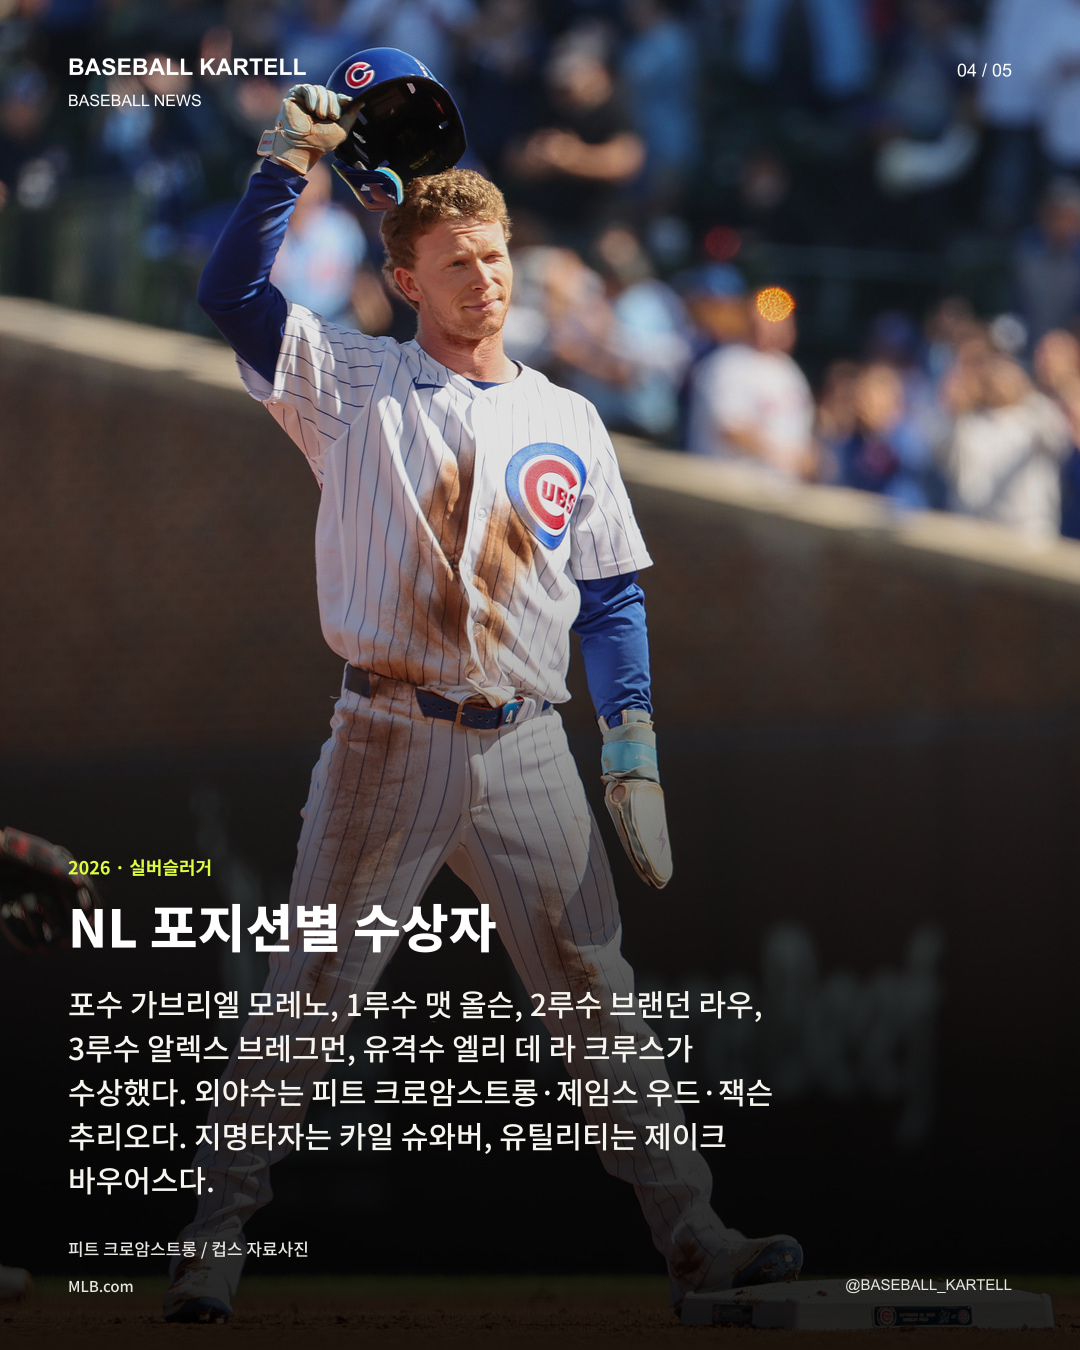 BASEBALL KARTELL
04 / 05
BASEBALL NEWS
C
CUBS
2026 · 실버슬러거
NL 포지션별 수상자
포수 가브리엘 모레노, 1루수 맷 올슨, 2루수 브랜던 라우,
3루수 알렉스 브레그먼, 유격수 엘리 데 라 크루스가
수상했다. 외야수는 피트 크로암스트롱·제임스 우드·잭슨
추리오다. 지명타자는 카일 슈와버, 유틸리티는 제이크
바우어스다.
피트 크로암스트롱 / 컵스 자료사진
MLB.com
@BASEBALL_KARTELL